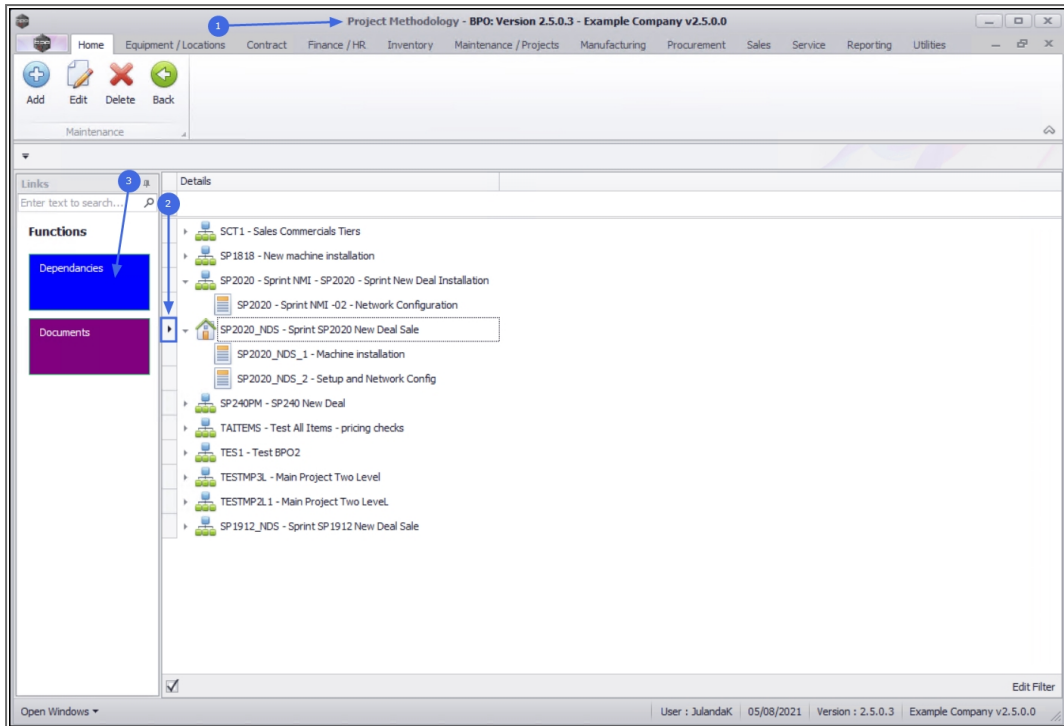 1
Project Methodology - BPO: Version 2.5.0.3 - Example Company v2.5.0.0
Home Equipment / Locations Contract Finance / HR Inventory Maintenance / Projects Manufacturing Procurement Sales Service Reporting Utilities
Add Edit Delete Back
Maintenance
Links 3 Details
Enter text to search... 2
Functions
SCT1 - Sales Commercials Tiers
SP1818 - New machine installation
Dependancies
SP2020 - Sprint NMI - SP2020 - Sprint New Deal Installation
SP2020 - Sprint NMI -02 - Network Configuration
Documents
SP2020_NDS - Sprint SP2020 New Deal Sale
SP2020_NDS_1 - Machine installation
SP2020_NDS_2 - Setup and Network Config
SP240PM - SP240 New Deal
TAITEMS - Test All Items - pricing checks
TES1 - Test BPO2
TESTMP3L - Main Project Two Level
TESTMP2L1 - Main Project Two LeveL
SP1912_NDS - Sprint SP1912 New Deal Sale
Edit Filter
Open Windows User : JulandaK 05/08/2021 Version : 2.5.0.3 Example Company v2.5.0.0